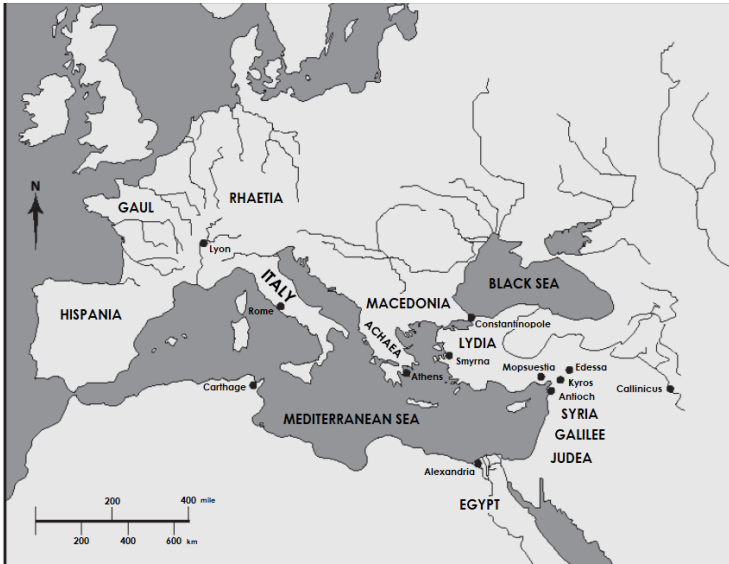 N
GAUL
RHAETIA
Lyon
ITALY
HISPANIA
Rome
MACEDONIA
BLACK SEA
Constantinopole
ACHAEA
LYDIA
Smyrna
Athens
Mopsuestia
Edessa
Kyros
Antioch
Callinicus
Carthage
MEDITERRANEAN SEA
SYRIA
GALILEE
JUDEA
Alexandria
EGYPT
200 400 mile
200 400 600 km